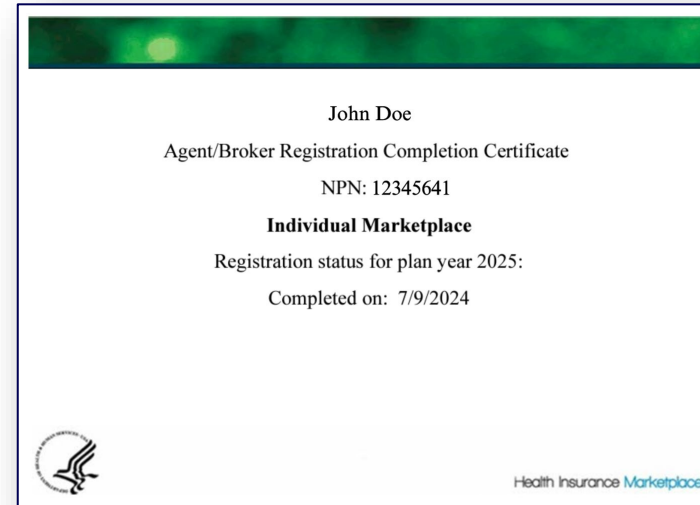 John Doe
Agent/Broker Registration Completion Certificate
NPN: 12345641
Individual Marketplace
Registration status for plan year 2025:
Completed on:  7/9/2024
Health Insurance Marketplace